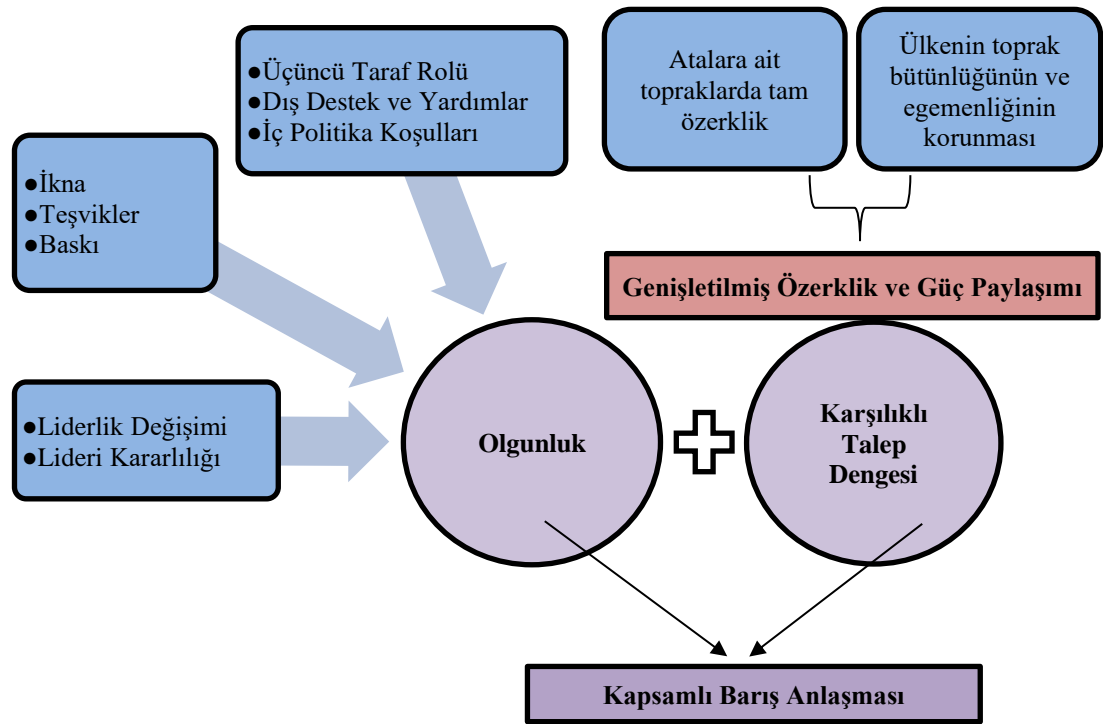 ●Üçüncü Taraf Rolü
●Dış Destek ve Yardımlar
●İç Politika Koşulları
Atalara ait
topraklarda tam
özerklik
Ülkenin toprak
bütünlüğünün ve
egemenliğinin
korunması
●İkna
●Teşvikler
●Baskı
Genişletilmiş Özerklik ve Güç Paylaşımı
●Liderlik Değişimi
●Lideri Kararlılığı
Olgunluk
Karşılıklı
Talep
Dengesi
Kapsamlı Barış Anlaşması